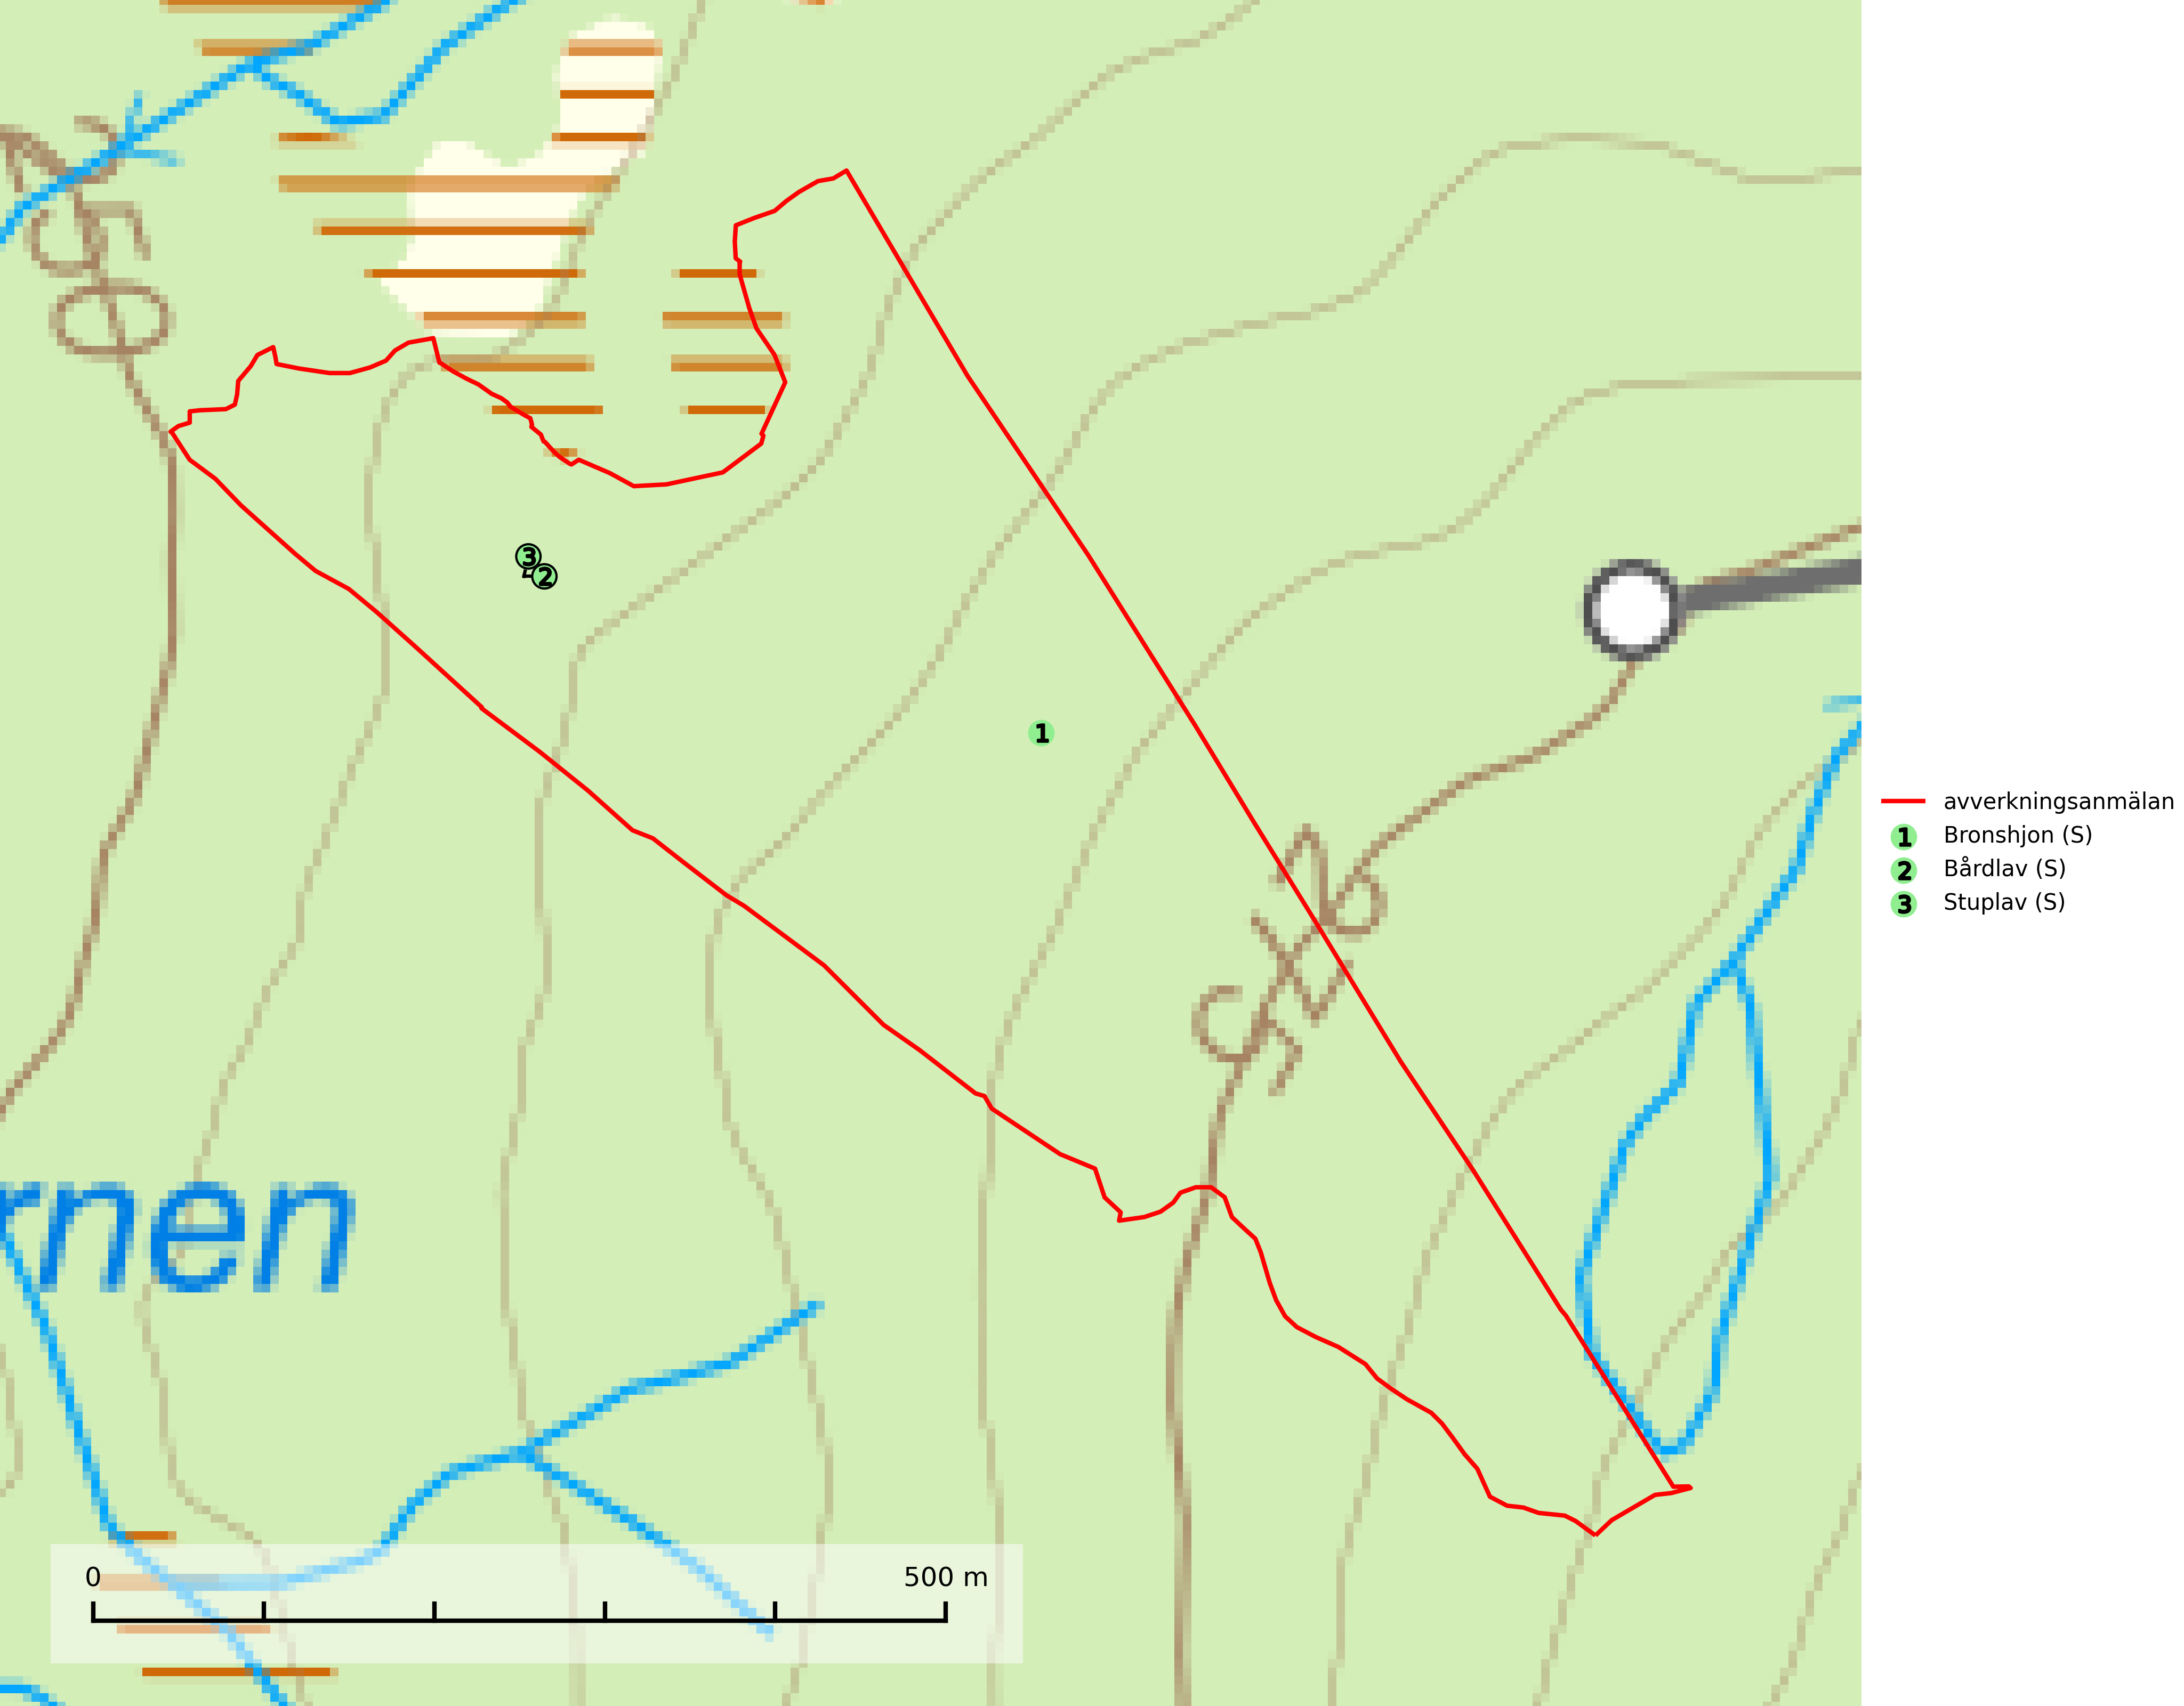 rnen
3
2
1
0 500 m
avverkningsanmälan
1 Bronshjon (S)
2 Bårdlav (S)
3 Stuplav (S)